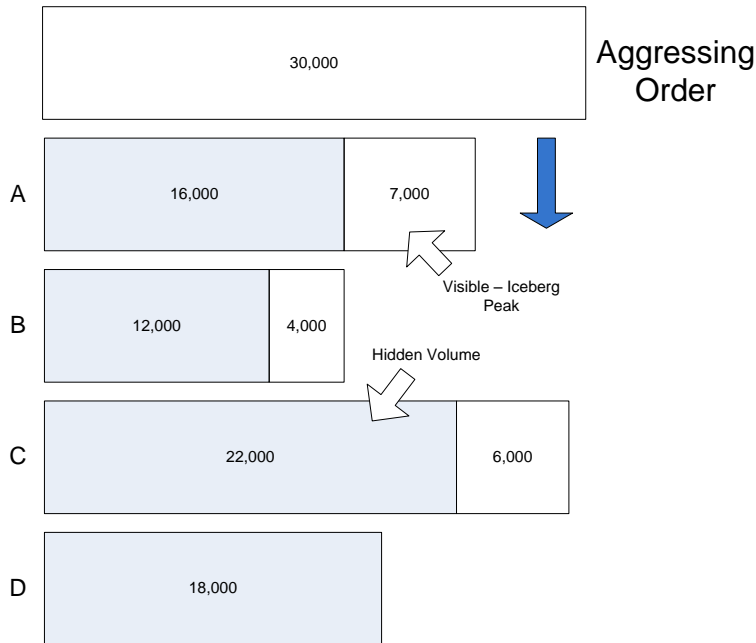 30,000
Aggressing
Order
A
16,000
7,000
Visible – Iceberg
Peak
B
12,000
4,000
Hidden Volume
C
22,000
6,000
D
18,000